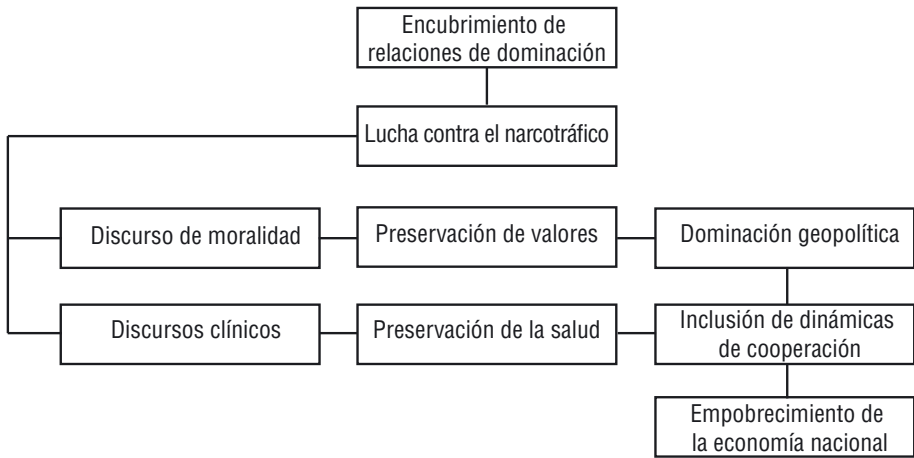 Encubrimiento de
relaciones de dominación
Lucha contra el narcotráfico
Discurso de moralidad
Preservación de valores
Dominación geopolítica
Discursos clínicos
Preservación de la salud
Inclusión de dinámicas
de cooperación
Empobrecimiento de
la economía nacional